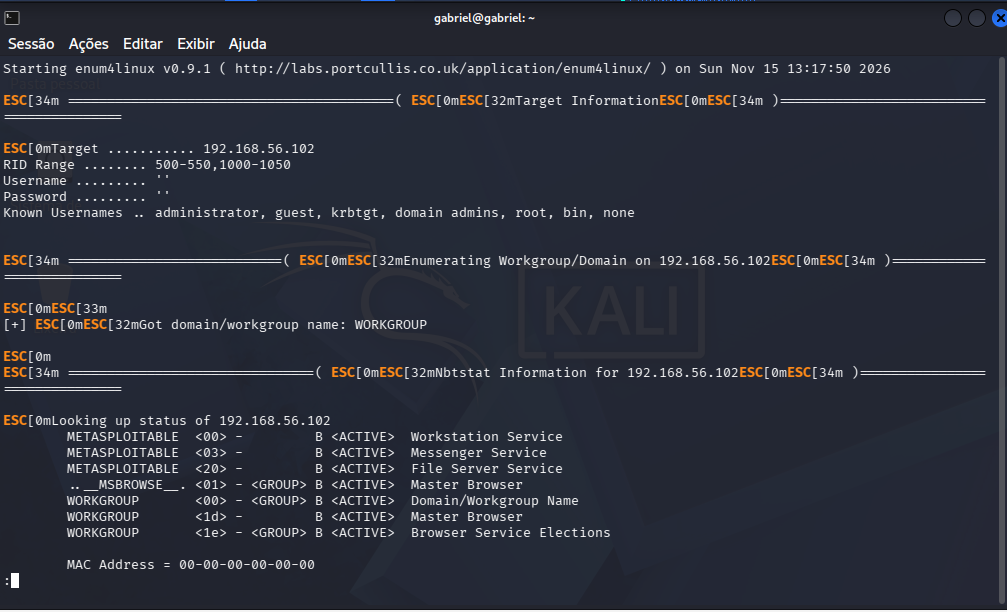 gabriel@gabriel: ~
Sessão Ações Editar Exibir Ajuda
Starting enum4linux v0.9.1 ( http://labs.portcullis.co.uk/application/enum4linux/ ) on Sun Nov 15 13:17:50 2026
ESC[34m =========================================( ESC[0mESC[32mTarget InformationESC[0mESC[34m )==========================
===============
ESC[0mTarget ........... 192.168.56.102
RID Range ........ 500-550,1000-1050
Username ......... ''
Password ......... ''
Known Usernames .. administrator, guest, krbtgt, domain admins, root, bin, none
ESC[34m ===========================( ESC[0mESC[32mEnumerating Workgroup/Domain on 192.168.56.102ESC[0mESC[34m )============
===============
ESC[0mESC[33m
[+] ESC[0mESC[32mGot domain/workgroup name: WORKGROUP
ESC[0m
ESC[34m ===============================( ESC[0mESC[32mNbtstat Information for 192.168.56.102ESC[0mESC[34m )================
===============
ESC[0mLooking up status of 192.168.56.102
METASPLOITABLE <00> - B <ACTIVE> Workstation Service
METASPLOITABLE <03> - B <ACTIVE> Messenger Service
METASPLOITABLE <20> - B <ACTIVE> File Server Service
..__MSBROWSE__. <01> - <GROUP> B <ACTIVE> Master Browser
WORKGROUP <00> - <GROUP> B <ACTIVE> Domain/Workgroup Name
WORKGROUP <1d> - B <ACTIVE> Master Browser
WORKGROUP <1e> - <GROUP> B <ACTIVE> Browser Service Elections
MAC Address = 00-00-00-00-00-00
:
KALI